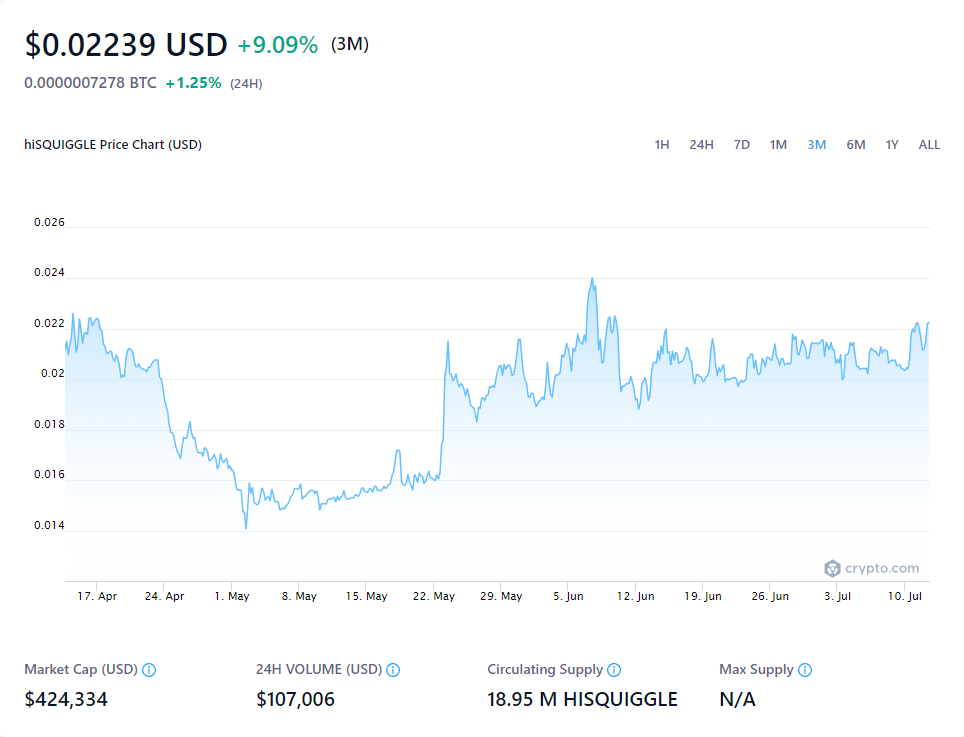 $0.02239 USD +9.09% (3M)
0.0000007278 BTC +1.25% (24H)
hiSQUIGGLE Price Chart (USD) 1H 24H 7D 1M 3M 6M 1Y ALL
0.026
0.024
0.022
0.02
0.018
0.016
0.014
crypto.com
17. Apr 24. Apr 1. May 8. May 15. May 22. May 29. May 5. Jun 12. Jun 19. Jun 26. Jun 3. Jul 10. Jul
Market Cap (USD) 24H VOLUME (USD) Circulating Supply Max Supply
$424,334 $107,006 18.95 M HISQUIGGLE N/A